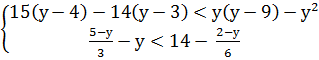 15(y−4)−14(y−3)<y(y−9)−y²
(5−y)/3−y<14−(2−y)/6